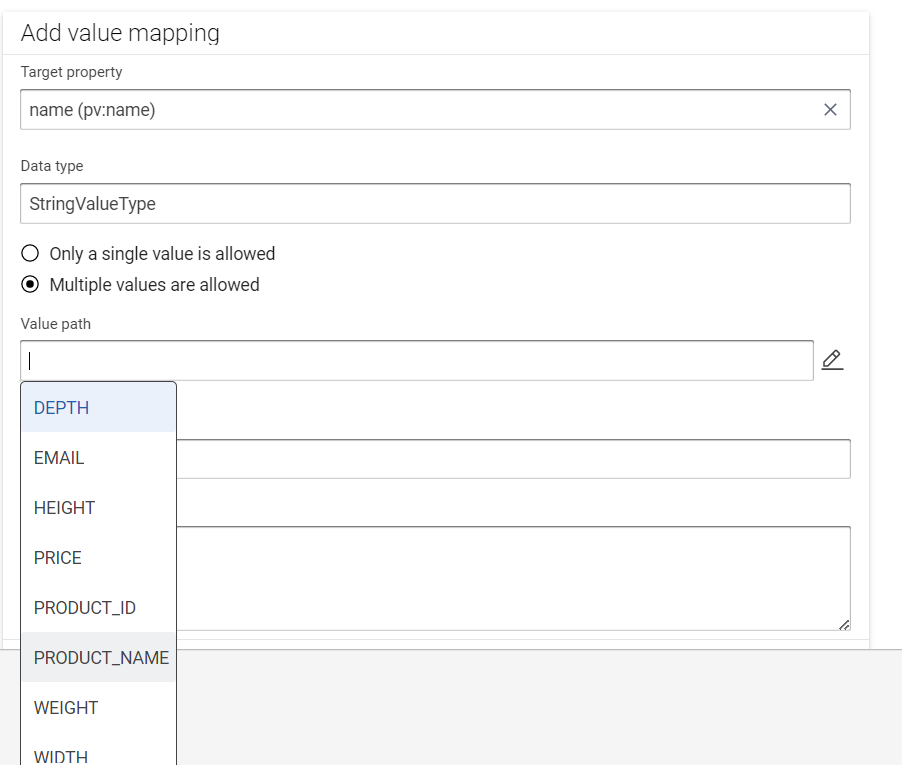 Add value mapping
Target property
name (pv:name)
Data type
StringValueType
Only a single value is allowed
Multiple values are allowed
Value path
DEPTH
EMAIL
HEIGHT
PRICE
PRODUCT_ID
PRODUCT_NAME
WEIGHT
WIDTH